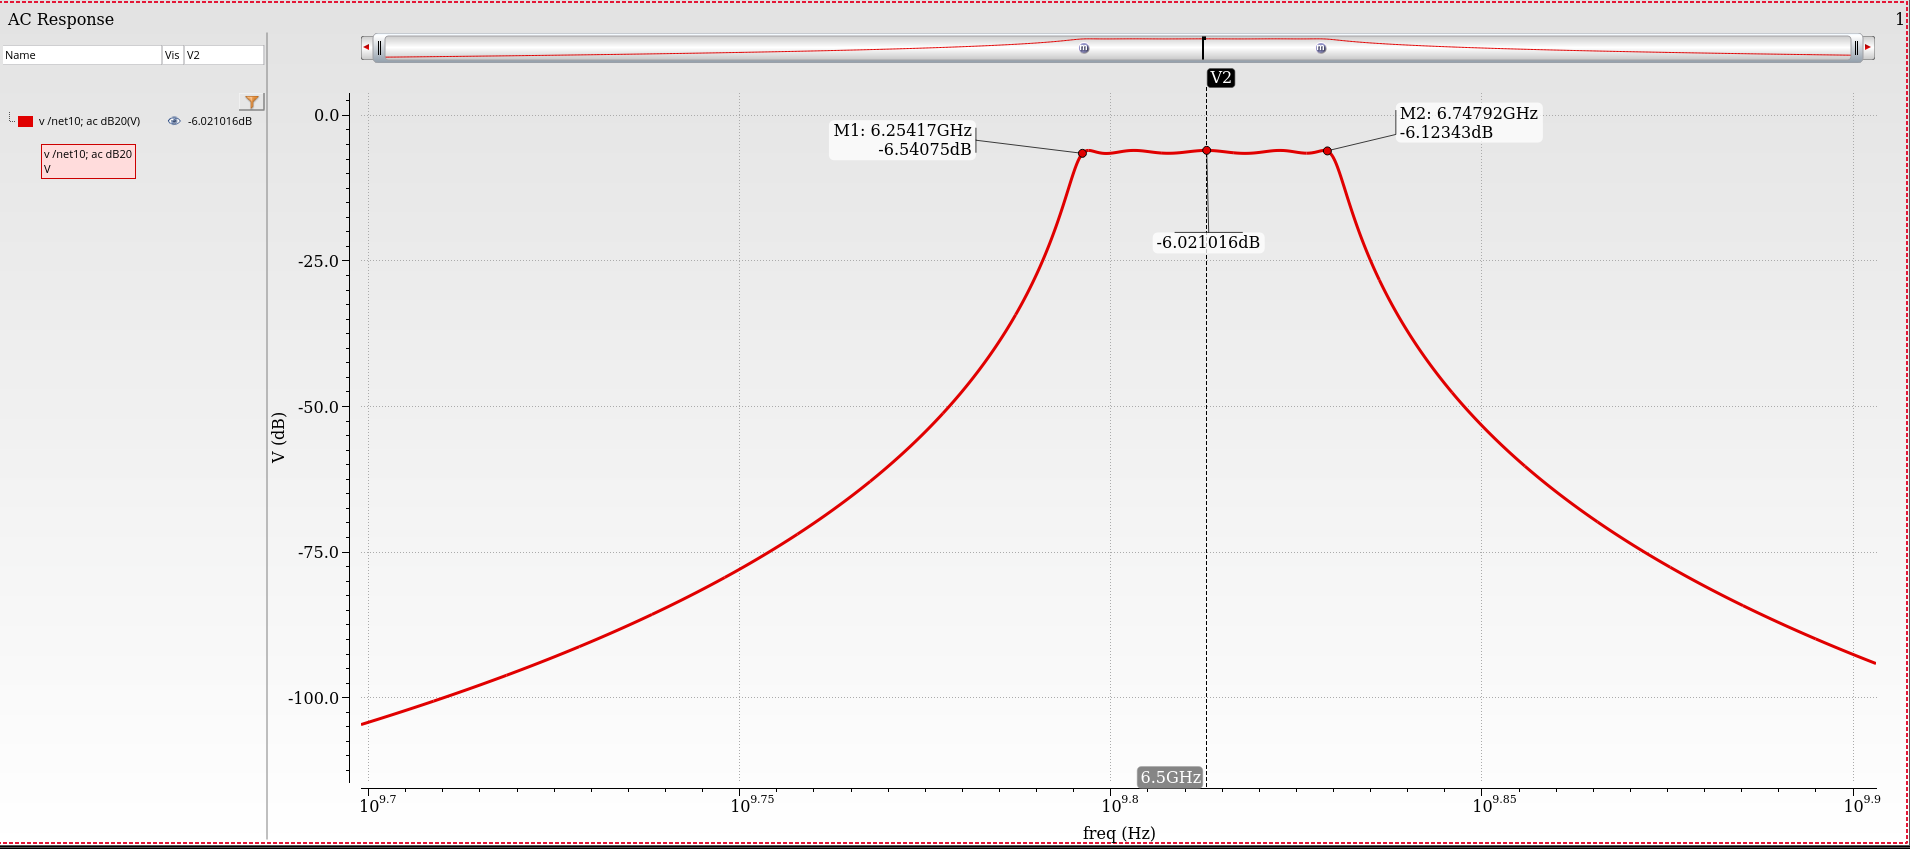 AC Response
1
Name Vis V2
v /net10; ac dB20(V) -6.021016dB
v /net10; ac dB20
V
V2
M1: 6.25417GHz
-6.54075dB
M2: 6.74792GHz
-6.12343dB
-6.021016dB
6.5GHz
V (dB)
0.0
-25.0
-50.0
-75.0
-100.0
10^9.7 10^9.75 10^9.8 10^9.85 10^9.9
freq (Hz)
m m